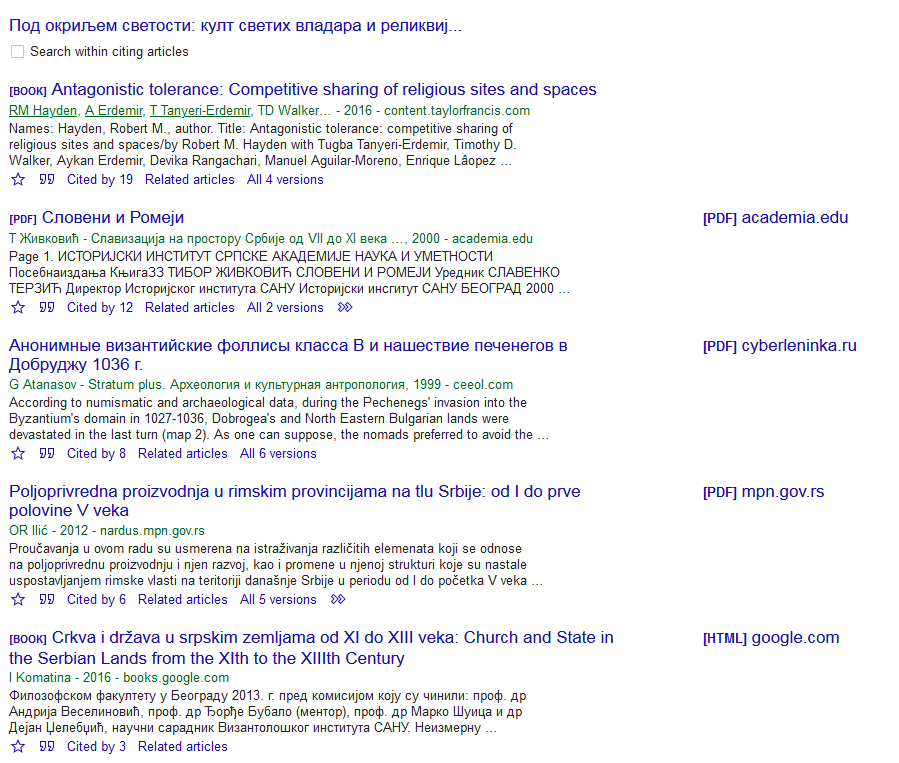 Под окриљем светости: култ светих владара и реликвиј...
Search within citing articles
[BOOK] Antagonistic tolerance: Competitive sharing of religious sites and spaces
RM Hayden, A Erdemir, T Tanyeri-Erdemir, TD Walker… - 2016 - content.taylorfrancis.com
Names: Hayden, Robert M., author. Title: Antagonistic tolerance: competitive sharing of
religious sites and spaces/by Robert M. Hayden with Tugba Tanyeri-Erdemir, Timothy D.
Walker, Aykan Erdemir, Devika Rangachari, Manuel Aguilar-Moreno, Enrique Lâopez …
Cited by 19 Related articles All 4 versions
[PDF] Словени и Ромеји
[PDF] academia.edu
Т Живковић - Славизација на простору Србије од VII до XI века …, 2000 - academia.edu
Page 1. ИСТОРИЈСКИ ИНСТИТУТ СРПСКЕ АКАДЕМИЈЕ НАУКА И УМЕТНОСТИ
Посебнаиздања Књига33 ТИБОР ЖИВКОВИЋ СЛОВЕНИ И РОМЕЈИ Уредник СЛАВЕНКО
ТЕРЗИЋ Директор Историјског института САНУ Историјски инсгитут САНУ БЕОГРАД 2000 …
Cited by 12 Related articles All 2 versions
Анонимные византийские фоллисы класса В и нашествие печенегов в
Добруджу 1036 г.
[PDF] cyberleninka.ru
G Atanasov - Stratum plus. Археология и культурная антропология, 1999 - ceeol.com
According to numismatic and archaeological data, during the Pechenegs' invasion into the
Byzantium's domain in 1027-1036, Dobrogea's and North Eastern Bulgarian lands were
devastated in the last turn (map 2). As one can suppose, the nomads preferred to avoid the …
Cited by 8 Related articles All 6 versions
Poljoprivredna proizvodnja u rimskim provincijama na tlu Srbije: od I do prve
polovine V veka
[PDF] mpn.gov.rs
OR Ilić - 2012 - nardus.mpn.gov.rs
Proučavanja u ovom radu su usmerena na istraživanja različitih elemenata koji se odnose
na poljoprivrednu proizvodnju i njen razvoj, kao i promene u njenoj strukturi koje su nastale
uspostavljanjem rimske vlasti na teritoriji današnje Srbije u periodu od I do početka V veka …
Cited by 6 Related articles All 5 versions
[BOOK] Crkva i država u srpskim zemljama od XI do XIII veka: Church and State in
the Serbian Lands from the XIth to the XIIIth Century
[HTML] google.com
I Komatina - 2016 - books.google.com
Филозофском факултету у Београду 2013. г. пред комисијом коју су чинили: проф. др
Андрија Веселиновић, проф. др Ђорђе Бубало (ментор), проф. др Марко Шуица и др
Дејан Џелебџић, научни сарадник Византолошког института САНУ. Неизмерну …
Cited by 3 Related articles